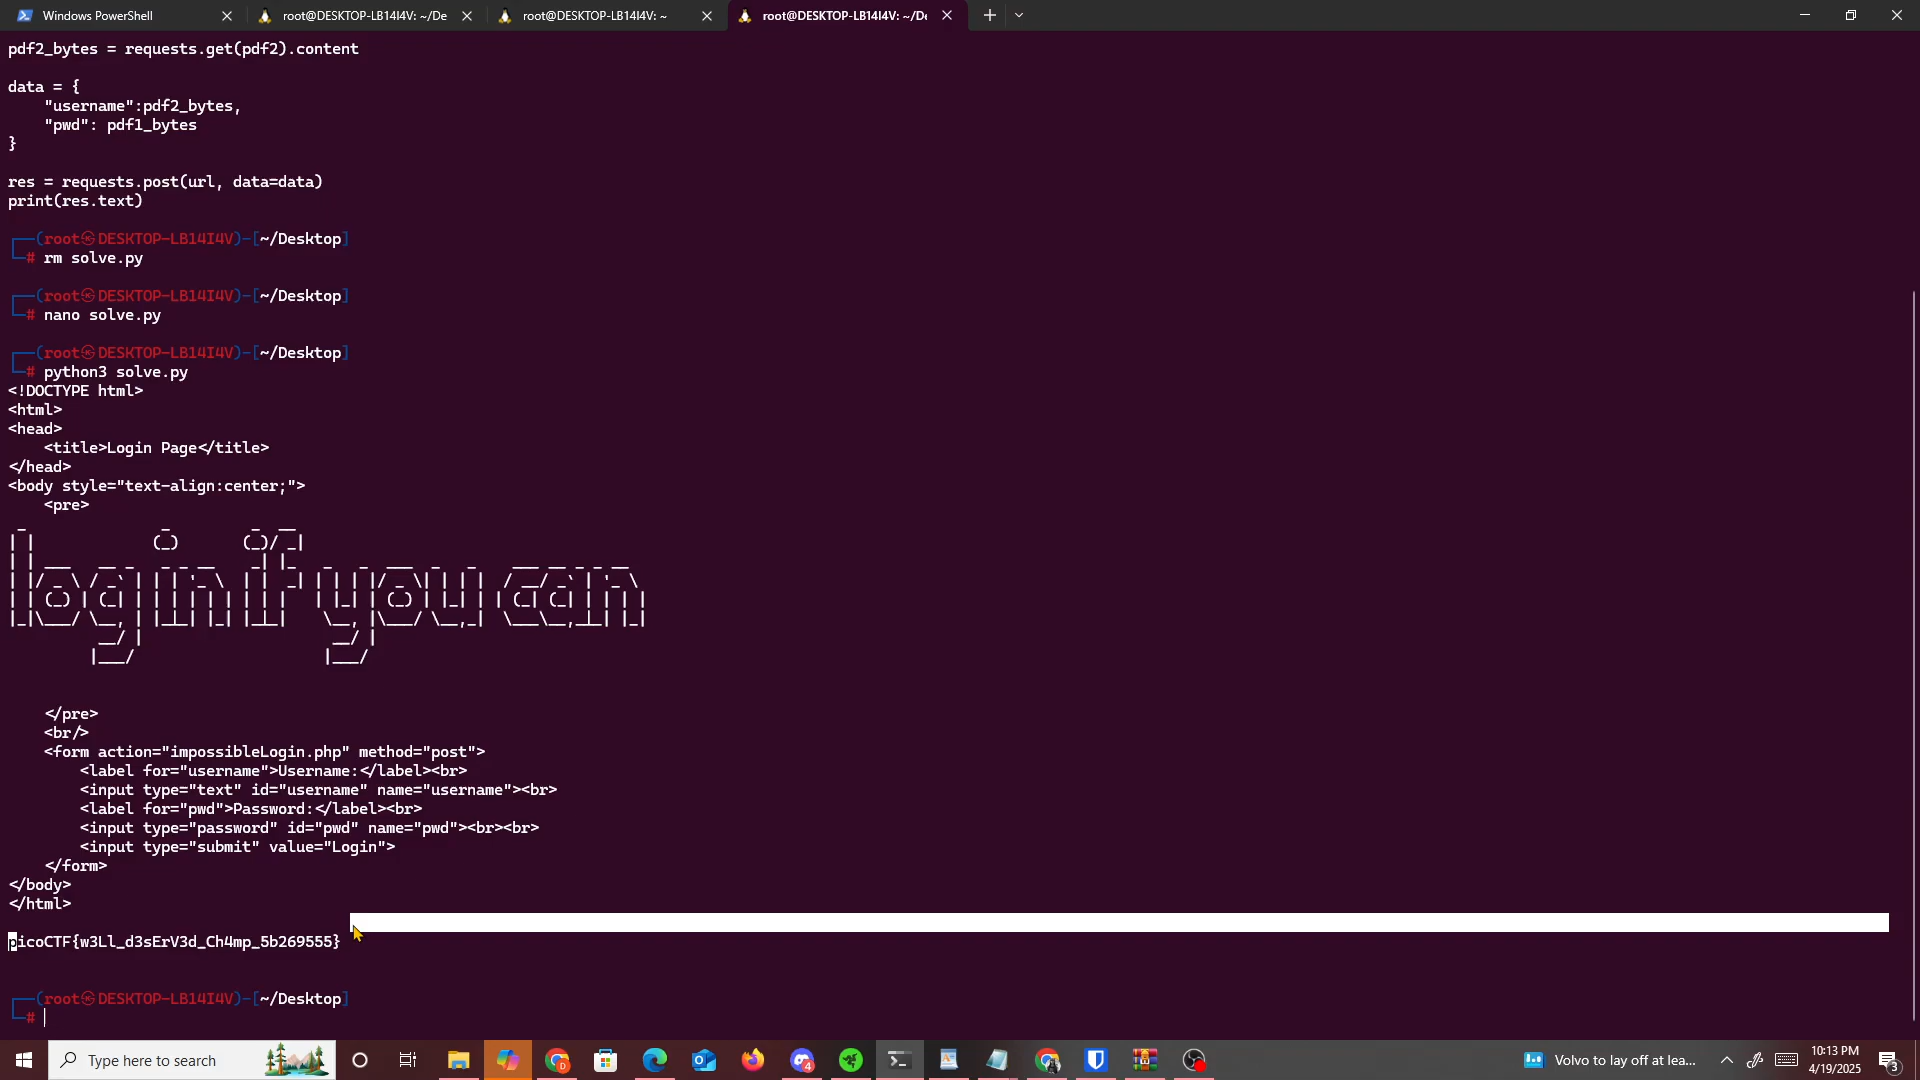 Windows PowerShell
root@DESKTOP-LB14I4V: ~/De
root@DESKTOP-LB14I4V: ~
root@DESKTOP-LB14I4V: ~/De
pdf2_bytes = requests.get(pdf2).content
data = {
    "username":pdf2_bytes,
    "pwd": pdf1_bytes
}
res = requests.post(url, data=data)
print(res.text)
┌──(root㉿DESKTOP-LB14I4V)-[~/Desktop]
└─# rm solve.py
┌──(root㉿DESKTOP-LB14I4V)-[~/Desktop]
└─# nano solve.py
┌──(root㉿DESKTOP-LB14I4V)-[~/Desktop]
└─# python3 solve.py
<!DOCTYPE html>
<html>
<head>
    <title>Login Page</title>
</head>
<body style="text-align:center;">
    <pre>
login if you can
    </pre>
    <br/>
    <form action="impossibleLogin.php" method="post">
        <label for="username">Username:</label><br>
        <input type="text" id="username" name="username"><br>
        <label for="pwd">Password:</label><br>
        <input type="password" id="pwd" name="pwd"><br><br>
        <input type="submit" value="Login">
    </form>
</body>
</html>
picoCTF{w3Ll_d3sErV3d_Ch4mp_5b269555}
┌──(root㉿DESKTOP-LB14I4V)-[~/Desktop]
└─#
Type here to search
D
4
Volvo to lay off at lea...
10:13 PM
4/19/2025
3